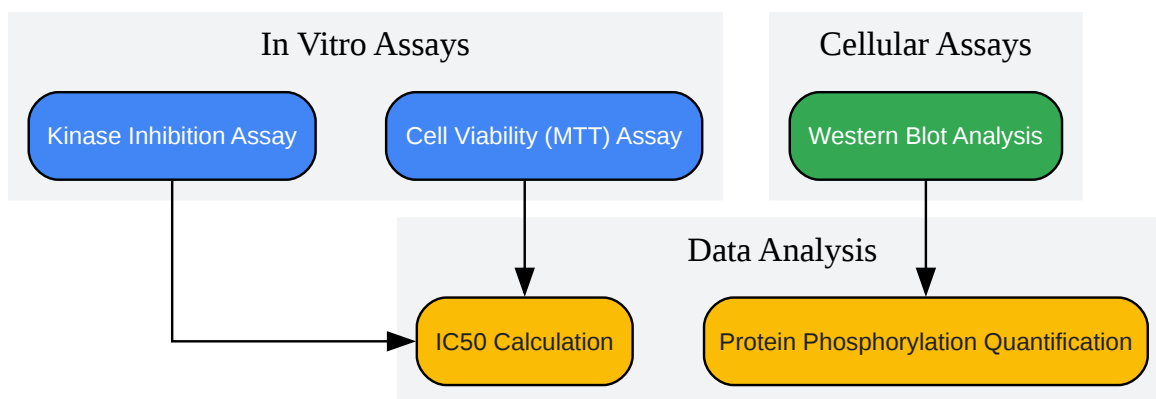 In Vitro Assays
Cellular Assays
Kinase Inhibition Assay
Cell Viability (MTT) Assay
Western Blot Analysis
Data Analysis
IC50 Calculation
Protein Phosphorylation Quantification